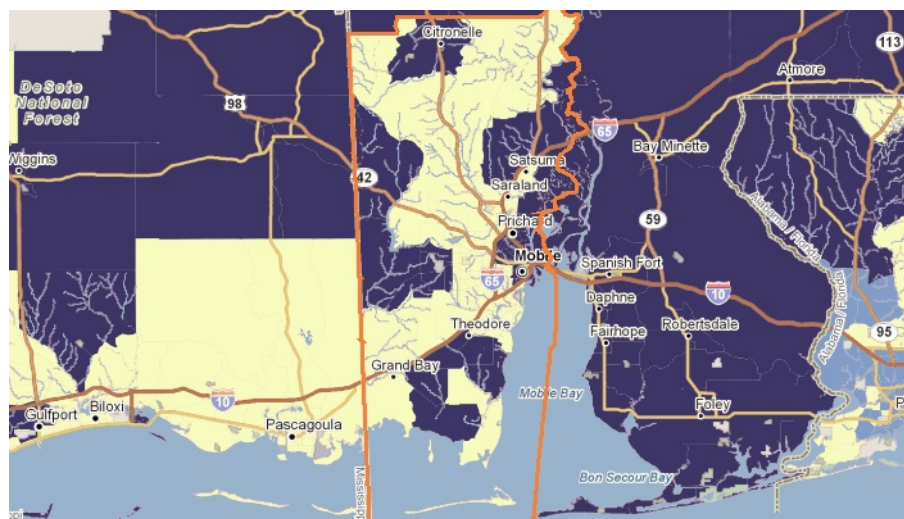 Citronelle
113
Atmore
DeSoto
National
Forest
98
65
Bay Minette
Wiggins
Satsuma
42
Saraland
Prichard
59
Alabama / Florida
Mobile
Spanish Fort
65
10
Daphne
Theodore
Fairhope
Robertsdale
Alabama / Florida
95
Grand Bay
10
Mobile Bay
Gulfport
Biloxi
Foley
Pascagoula
Bon Secour Bay